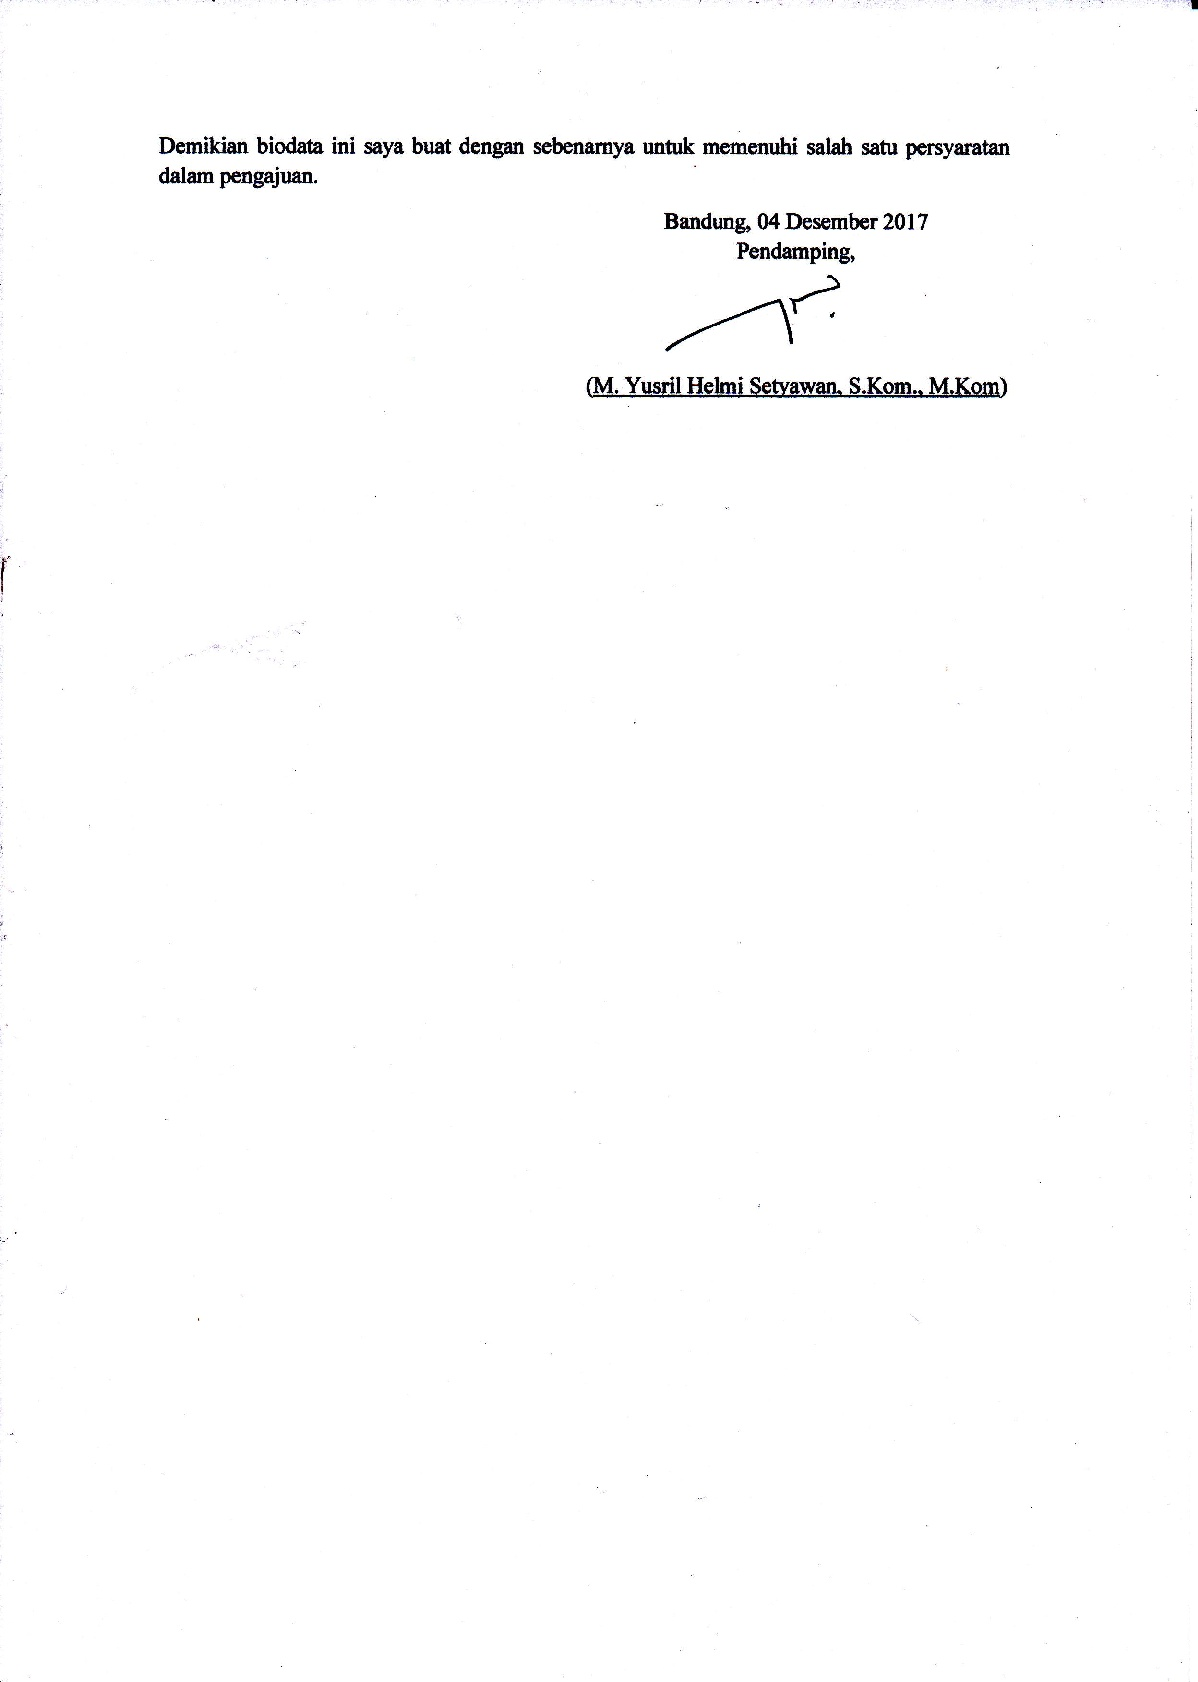 Demikian biodata ini saya buat dengan sebenarnya untuk memenuhi salah satu persyaratan
dalam pengajuan.
Bandung, 04 Desember 2017
Pendamping,
(M. Yusril Helmi Setyawan, S.Kom., M.Kom)